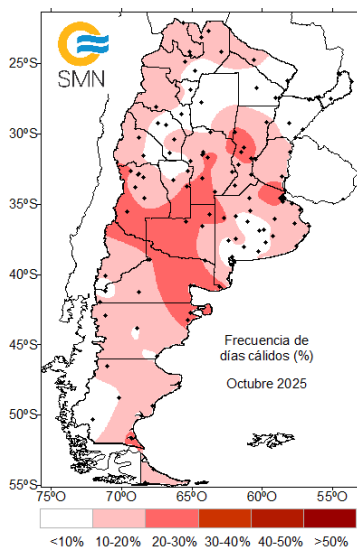 SMN
25°S
30°S
35°S
40°S
45°S
50°S
55°S
Frecuencia de
días cálidos (%)
Octubre 2025
75°O 70°O 65°O 60°O 55°O
<10% 10-20% 20-30% 30-40% 40-50% >50%